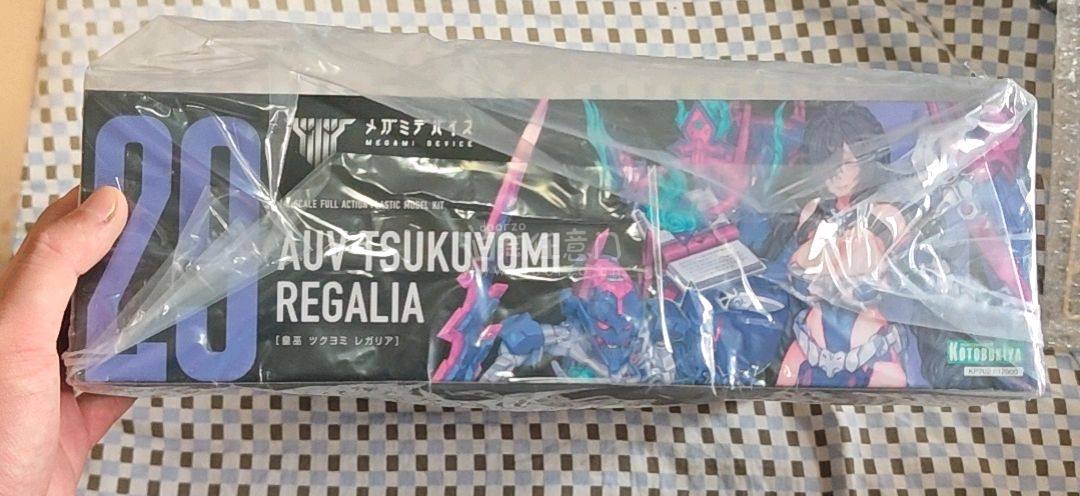 20
メガミデバイス
MEGAMI DEVICE
SCALE FULL ACTION PLASTIC MODEL KIT
AUV TSUKUYOMI
REGALIA
[皇巫 ツクヨミ レガリア]
KOTOBUKIYA